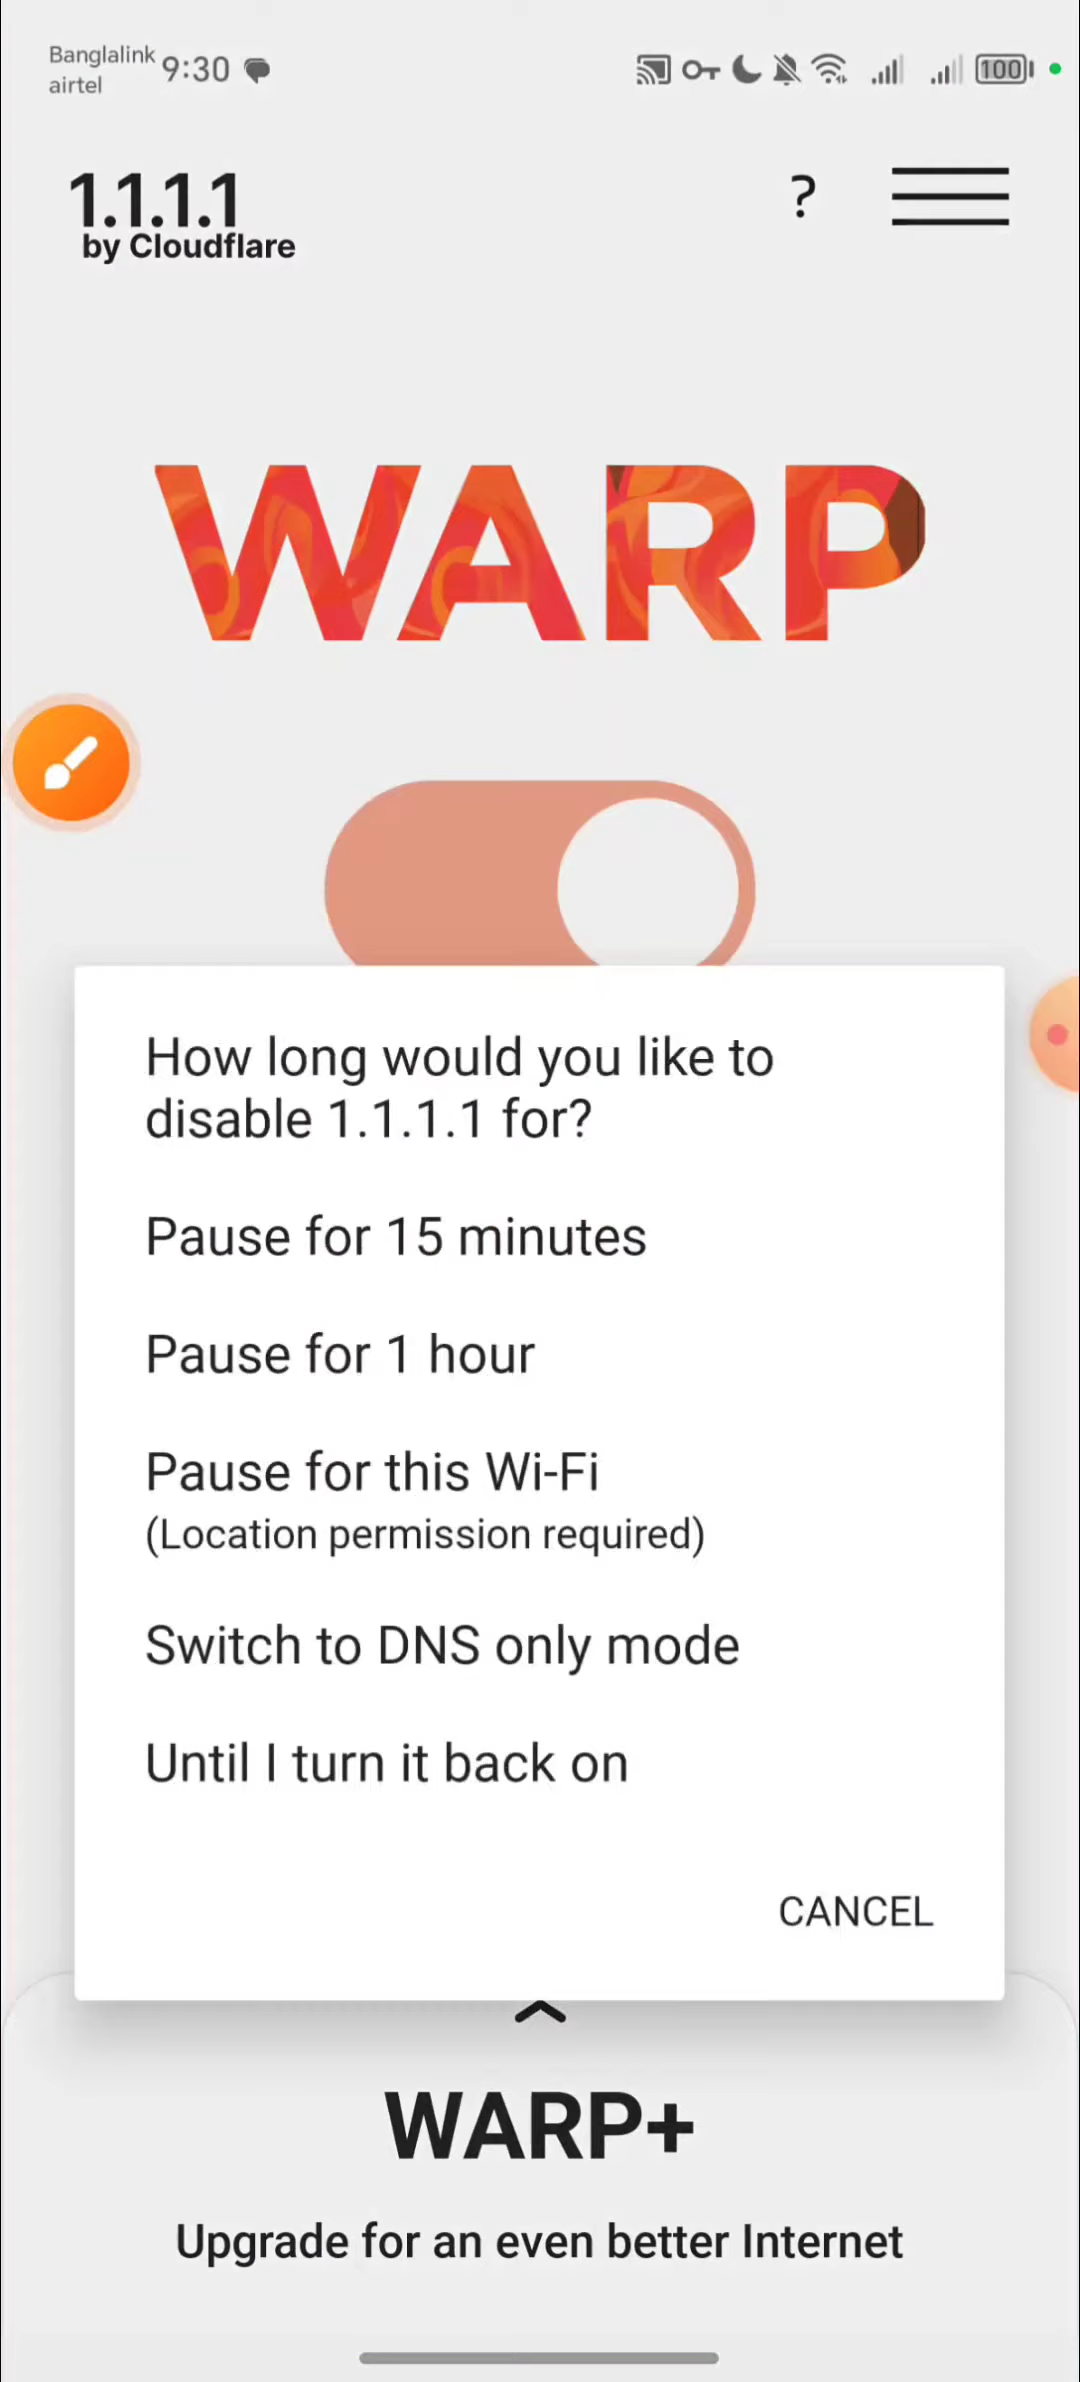 Banglalink
airtel
9:30
100
1.1.1.1
by Cloudflare
?
WARP
How long would you like to
disable 1.1.1.1 for?
Pause for 15 minutes
Pause for 1 hour
Pause for this Wi-Fi
(Location permission required)
Switch to DNS only mode
Until I turn it back on
CANCEL
WARP+
Upgrade for an even better Internet